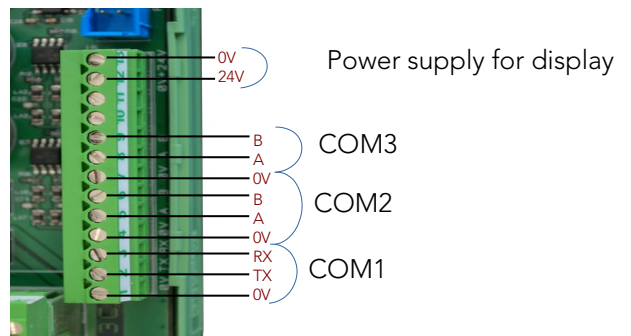 0V
24V
Power supply for display
B
A
COM3
0V
B
A
COM2
0V
RX
TX
COM1
0V